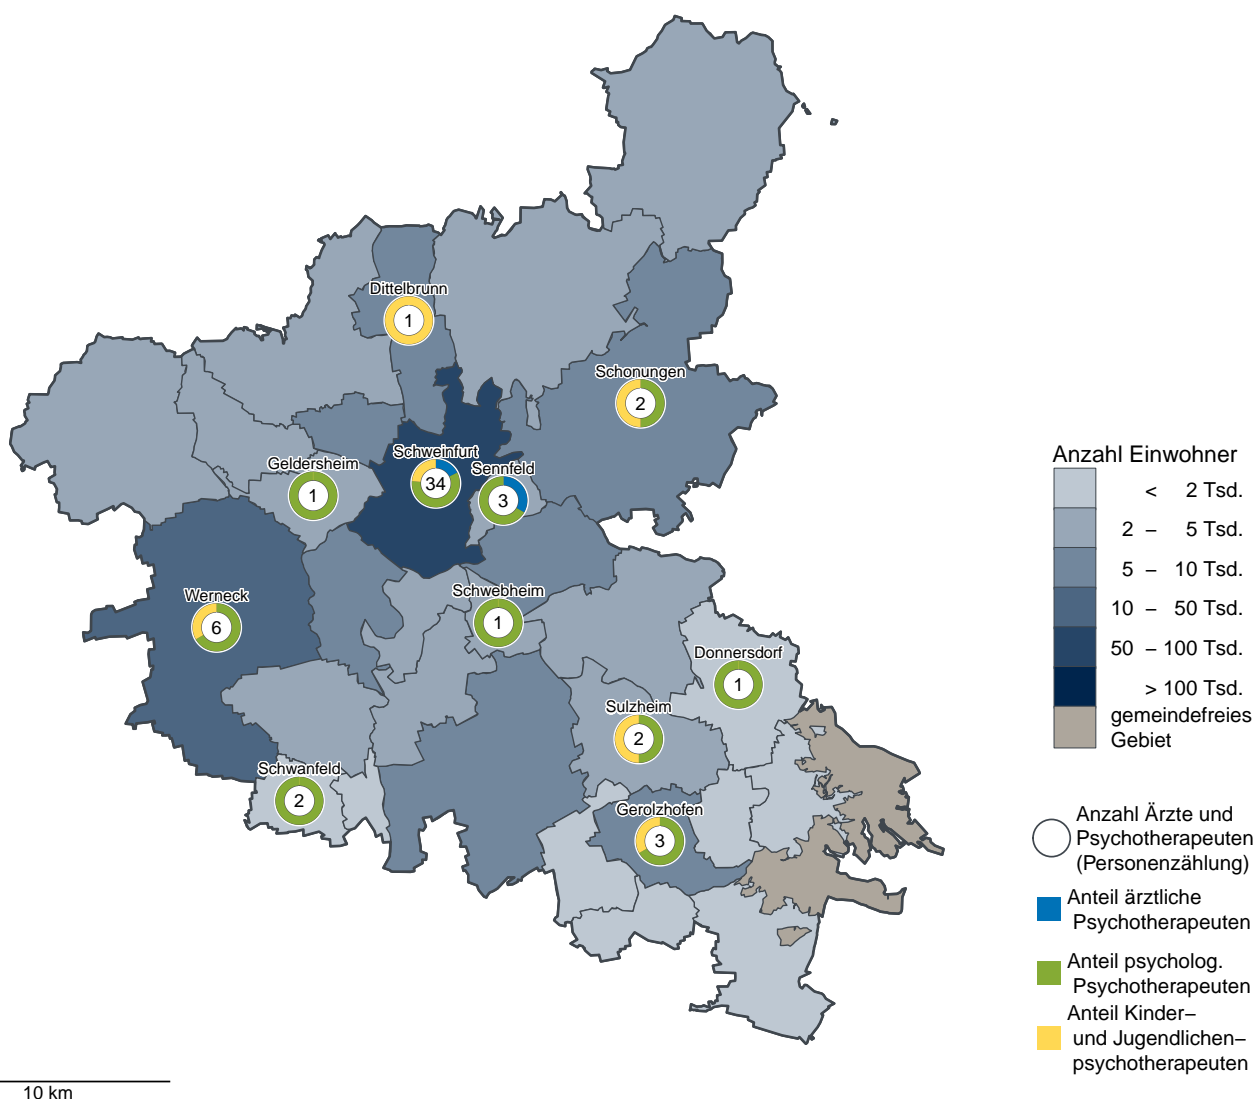 Dittelbrunn
1
Schonungen
2
Schweinfurt
34
Sennfeld
3
Geldersheim
1
Werneck
6
Schwebheim
1
Donnersdorf
1
Sulzheim
2
Schwanfeld
2
Gerolzhofen
3
Anzahl Einwohner
< 2 Tsd.
2 – 5 Tsd.
5 – 10 Tsd.
10 – 50 Tsd.
50 – 100 Tsd.
> 100 Tsd.
gemeindefreies
Gebiet
Anzahl Ärzte und
Psychotherapeuten
(Personenzählung)
Anteil ärztliche
Psychotherapeuten
Anteil psycholog.
Psychotherapeuten
Anteil Kinder–
und Jugendlichen–
psychotherapeuten
10 km